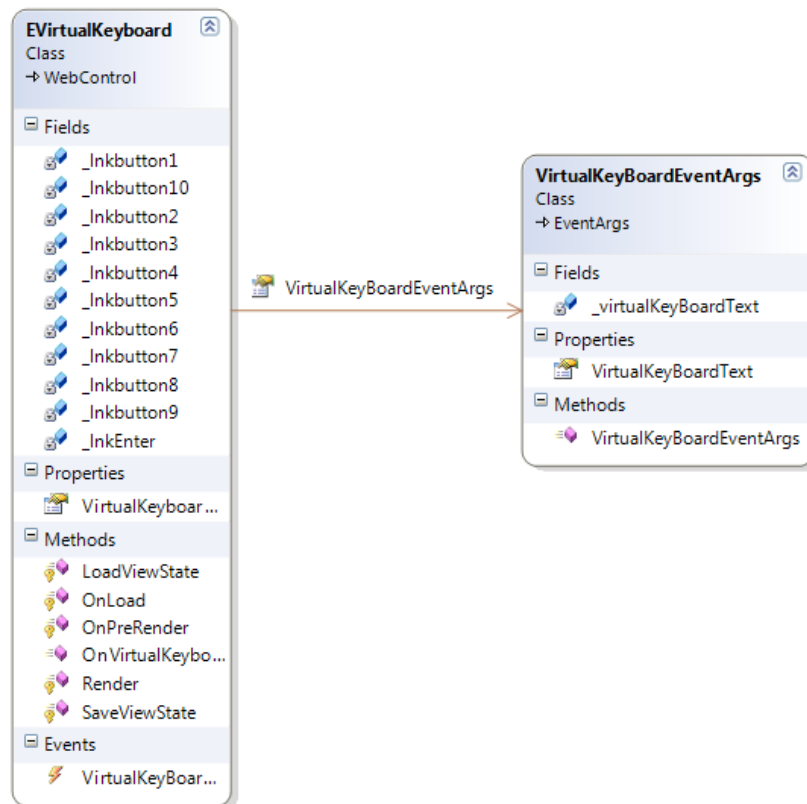 EVirtualKeyboard
Class
WebControl
Fields
_lnkbutton1
_lnkbutton10
_lnkbutton2
_lnkbutton3
_lnkbutton4
_lnkbutton5
_lnkbutton6
_lnkbutton7
_lnkbutton8
_lnkbutton9
_lnkEnter
Properties
VirtualKeyboar...
Methods
LoadViewState
OnLoad
OnPreRender
OnVirtualKeybo...
Render
SaveViewState
Events
VirtualKeyBoar...
VirtualKeyBoardEventArgs
VirtualKeyBoardEventArgs
Class
EventArgs
Fields
_virtualKeyBoardText
Properties
VirtualKeyBoardText
Methods
VirtualKeyBoardEventArgs